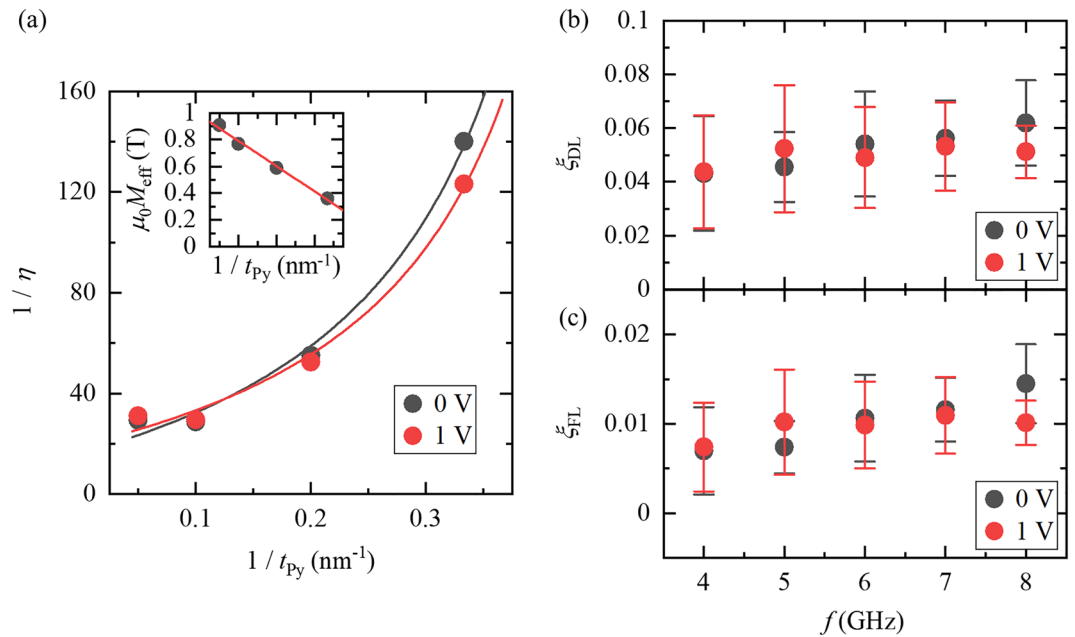 (a)
160
120
80
40
0
1 / η
0.1
0.2
0.3
1 / tPy (nm-1)
1
0.8
0.6
0.4
0.2
0
μ0Meff (T)
1 / tPy (nm-1)
0 V
1 V
(b)
0.1
0.08
0.06
0.04
0.02
0
ξDL
0 V
1 V
(c)
0.02
0.01
0
ξFL
0 V
1 V
4
5
6
7
8
f (GHz)